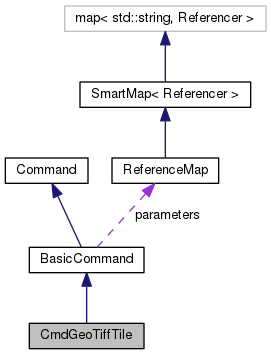 map< std::string, Referencer >
SmartMap< Referencer >
Command
ReferenceMap
parameters
BasicCommand
CmdGeoTiffTile